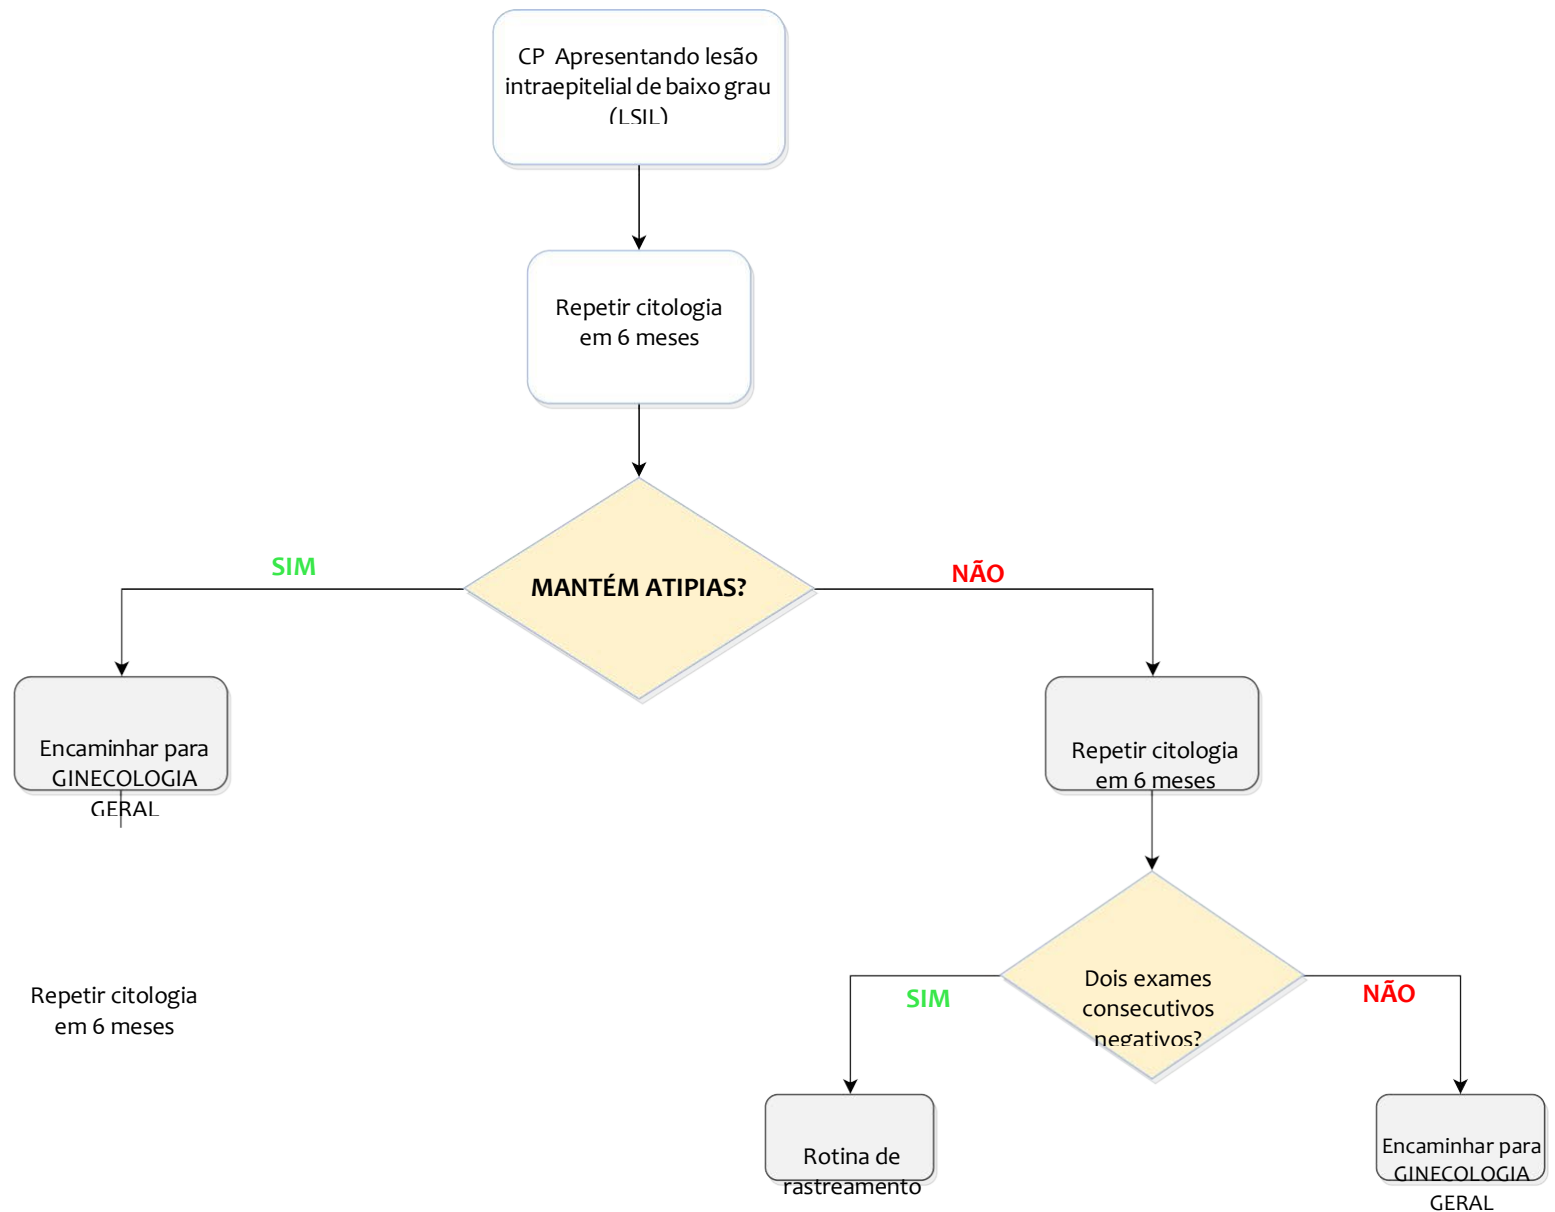 CP Apresentando lesão
intraepitelial de baixo grau
(LSIL)
Repetir citologia
em 6 meses
MANTÉM ATIPIAS?
SIM
NÃO
Encaminhar para
GINECOLOGIA
GERAL
Repetir citologia
em 6 meses
Repetir citologia
em 6 meses
Dois exames
consecutivos
negativos?
SIM
NÃO
Rotina de
rastreamento
Encaminhar para
GINECOLOGIA
GERAL